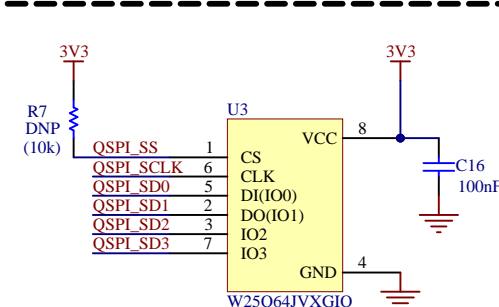 3V3
3V3
R7
DNP
(10k)
U3
QSPI_SS 1 CS
QSPI_SCLK 6 CLK
QSPI_SD0 5 DI(IO0)
QSPI_SD1 2 DO(IO1)
QSPI_SD2 3 IO2
QSPI_SD3 7 IO3
VCC 8
GND 4
C16
100nF
W25Q64JVXGIQ